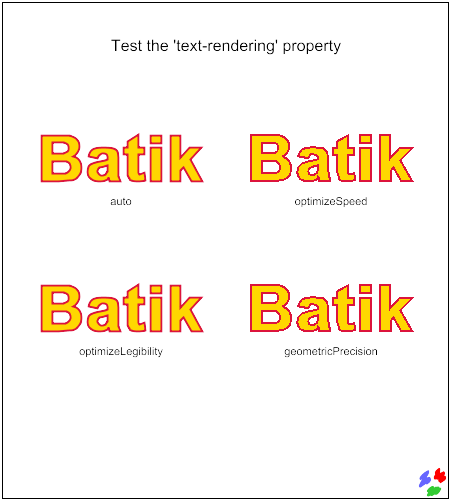 Test the 'text-rendering' property
Batik Batik
auto optimizeSpeed
Batik Batik
optimizeLegibility geometricPrecision